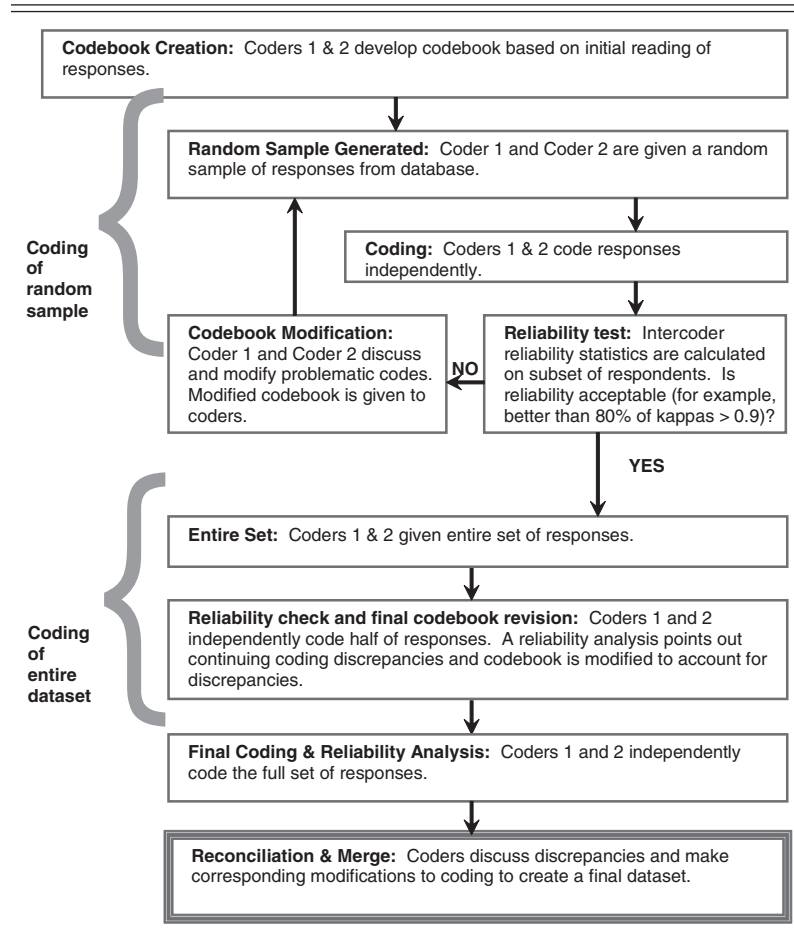 Codebook Creation: Coders 1 & 2 develop codebook based on initial reading of
responses.
Random Sample Generated: Coder 1 and Coder 2 are given a random
sample of responses from database.
Coding: Coders 1 & 2 code responses
independently.
Coding
of
random
sample
Codebook Modification:
Coder 1 and Coder 2 discuss
and modify problematic codes.
Modified codebook is given to
coders.
NO
Reliability test: Intercoder
reliability statistics are calculated
on subset of respondents. Is
reliability acceptable (for example,
better than 80% of kappas > 0.9)?
YES
Entire Set: Coders 1 & 2 given entire set of responses.
Coding
of
entire
dataset
Reliability check and final codebook revision: Coders 1 and 2
independently code half of responses. A reliability analysis points out
continuing coding discrepancies and codebook is modified to account for
discrepancies.
Final Coding & Reliability Analysis: Coders 1 and 2 independently
code the full set of responses.
Reconciliation & Merge: Coders discuss discrepancies and make
corresponding modifications to coding to create a final dataset.